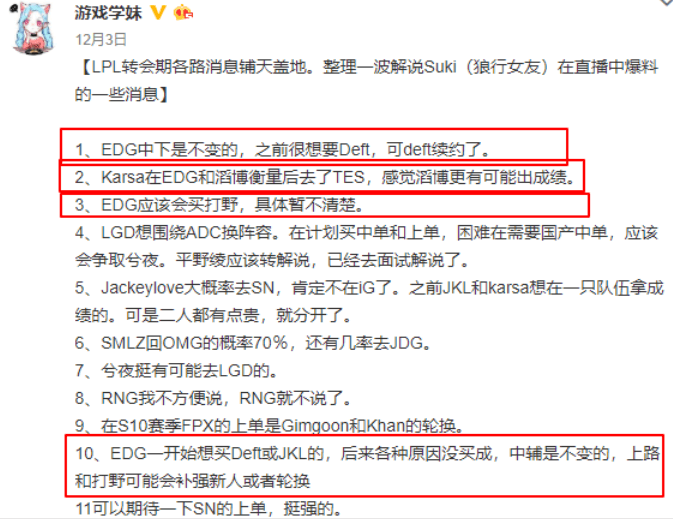 游戏学妹
12月3日
【LPL转会期各路消息铺天盖地。整理一波解说Suki（狼行女友）在直播中爆料
的一些消息】
1、EDG中下是不变的，之前很想要Deft，可deft续约了。
2、Karsa在EDG和滔博衡量后去了TES，感觉滔博更有可能出成绩。
3、EDG应该会买打野，具体暂不清楚。
4、LGD想围绕ADC换阵容。在计划买中单和上单，困难在需要国产中单，应该
会争取兮夜。平野绫应该转解说，已经去面试解说了。
5、Jackeylove大概率去SN，肯定不在iG了。之前JKL和karsa想在一只队伍拿成
绩的。可是二人都有点贵，就分开了。
6、SMLZ回OMG的概率70%，还有几率去JDG。
7、兮夜挺有可能去LGD的。
8、RNG我不方便说，RNG就不说了。
9、在S10赛季FPX的上单是Gimgoon和Khan的轮换。
10、EDG一开始想买Deft或JKL的，后来各种原因没买成，中辅是不变的，上路
和打野可能会补强新人或者轮换
11可以期待一下SN的上单，挺强的。